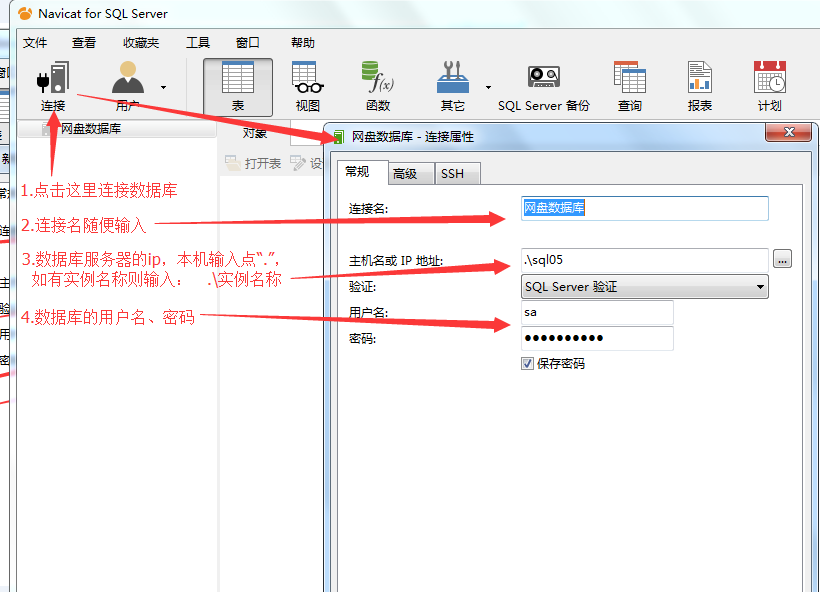 Navicat for SQL Server
文件 查看 收藏夹 工具 窗口 帮助
连接 用户 表 视图 函数 其它 SQL Server 备份 查询 报表 计划
网盘数据库 对象
打开表 设
网盘数据库 - 连接属性
常规 高级 SSH
1.点击这里连接数据库
2.连接名随便输入
3.数据库服务器的ip，本机输入点“.”，
如有实例名称则输入： .\实例名称
4.数据库的用户名、密码
连接名: 网盘数据库
主机名或 IP 地址: .\sql05 ...
验证: SQL Server 验证
用户名: sa
密码: ●●●●●●●●●●
保存密码